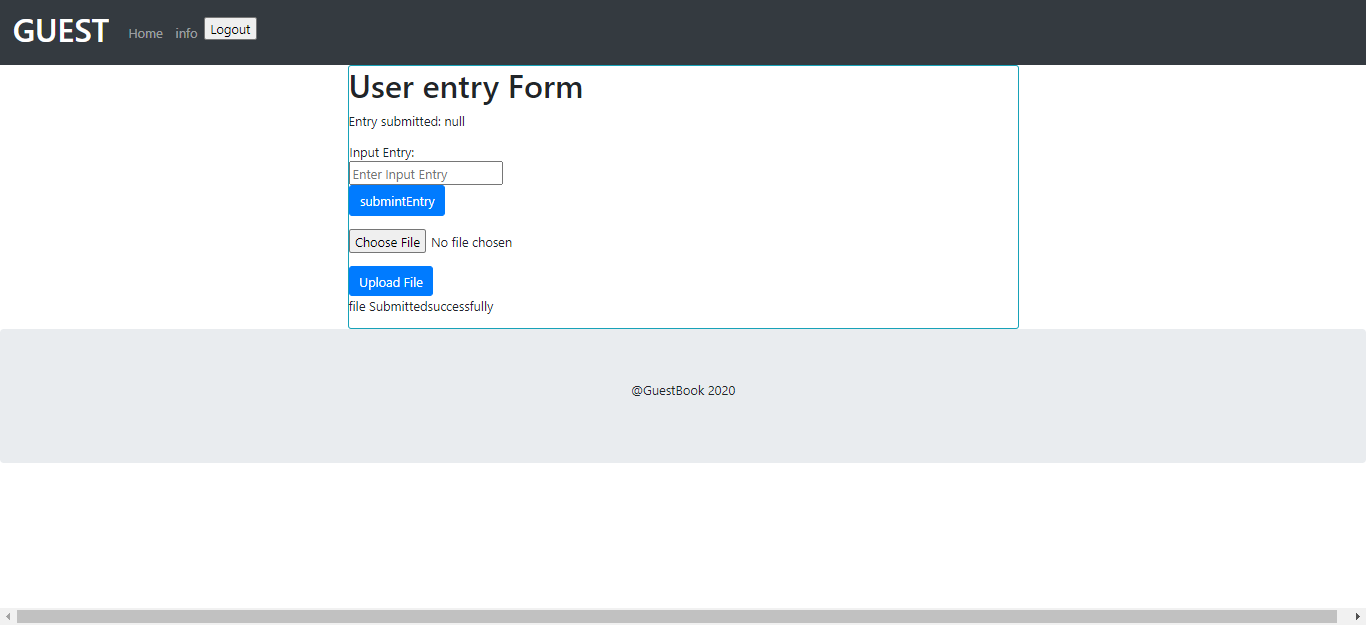 GUEST Home info Logout
User entry Form
Entry submitted: null
Input Entry:
Enter Input Entry
submintEntry
Choose File No file chosen
Upload File
file Submittedsuccessfully
@GuestBook 2020